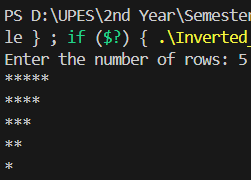 PS D:\UPES\2nd Year\Semester
le } ; if ($?) { .\Inverted_
Enter the number of rows: 5
*****
****
***
**
*